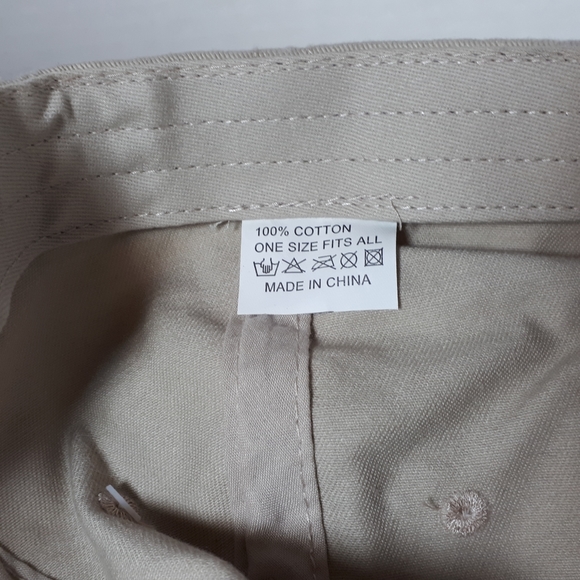 100% COTTON
ONE SIZE FITS ALL
MADE IN CHINA